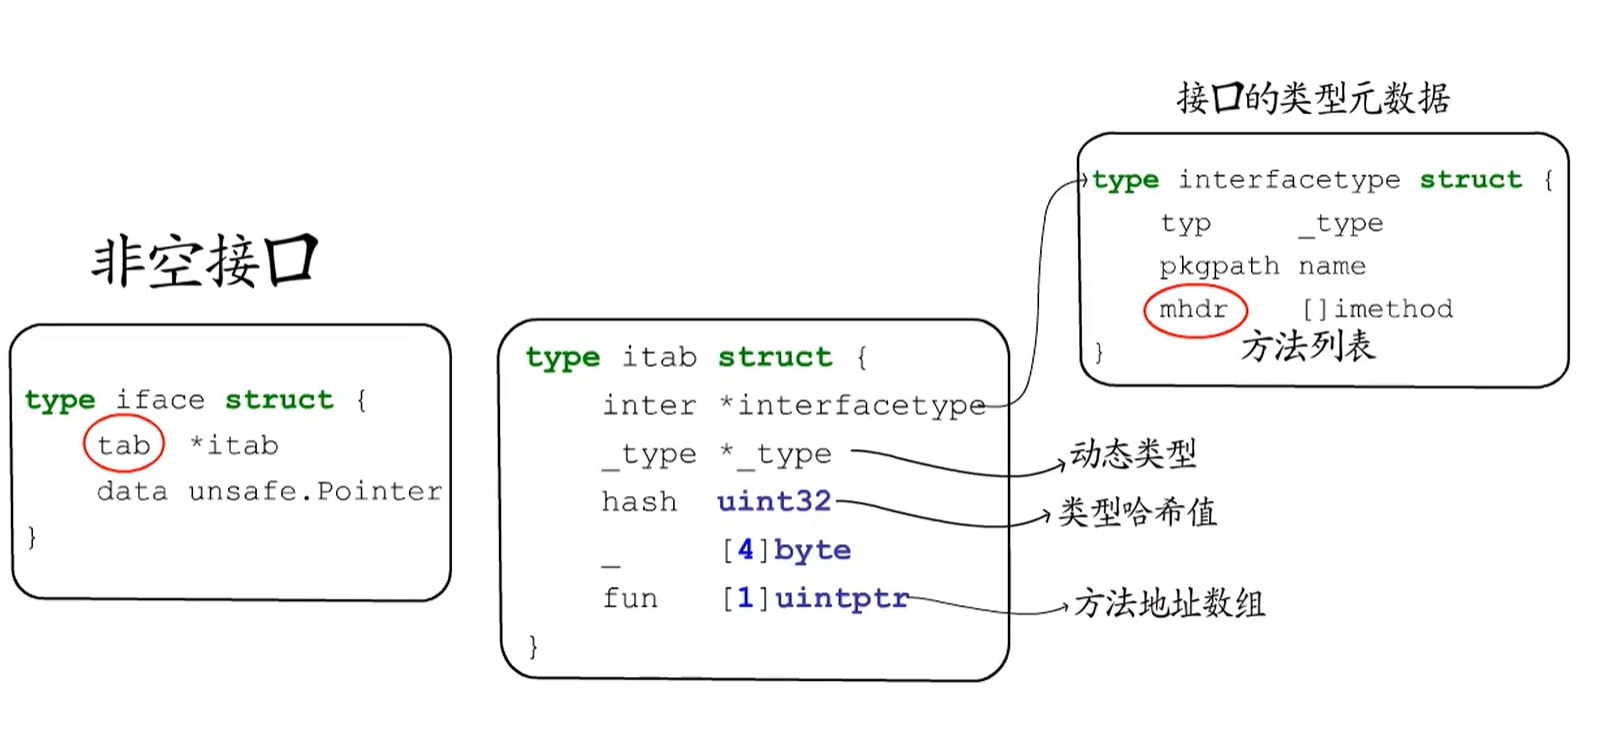 非空接口
type iface struct {
tab *itab
data unsafe.Pointer
}
type itab struct {
inter *interfacetype
_type *_type
hash uint32
_ [4]byte
fun [1]uintptr
}
接口的类型元数据
type interfacetype struct {
typ _type
pkgpath name
mhdr []imethod
方法列表
}
动态类型
类型哈希值
方法地址数组